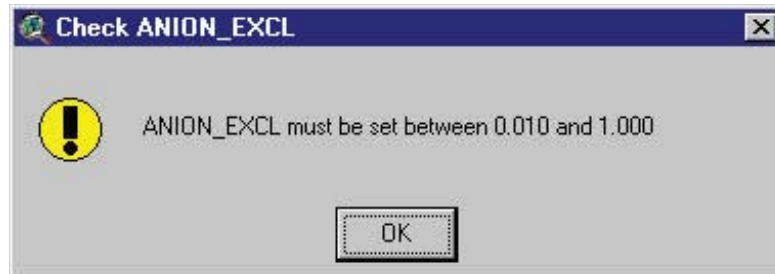 Check ANION_EXCL
ANION_EXCL must be set between 0.010 and 1.000
OK